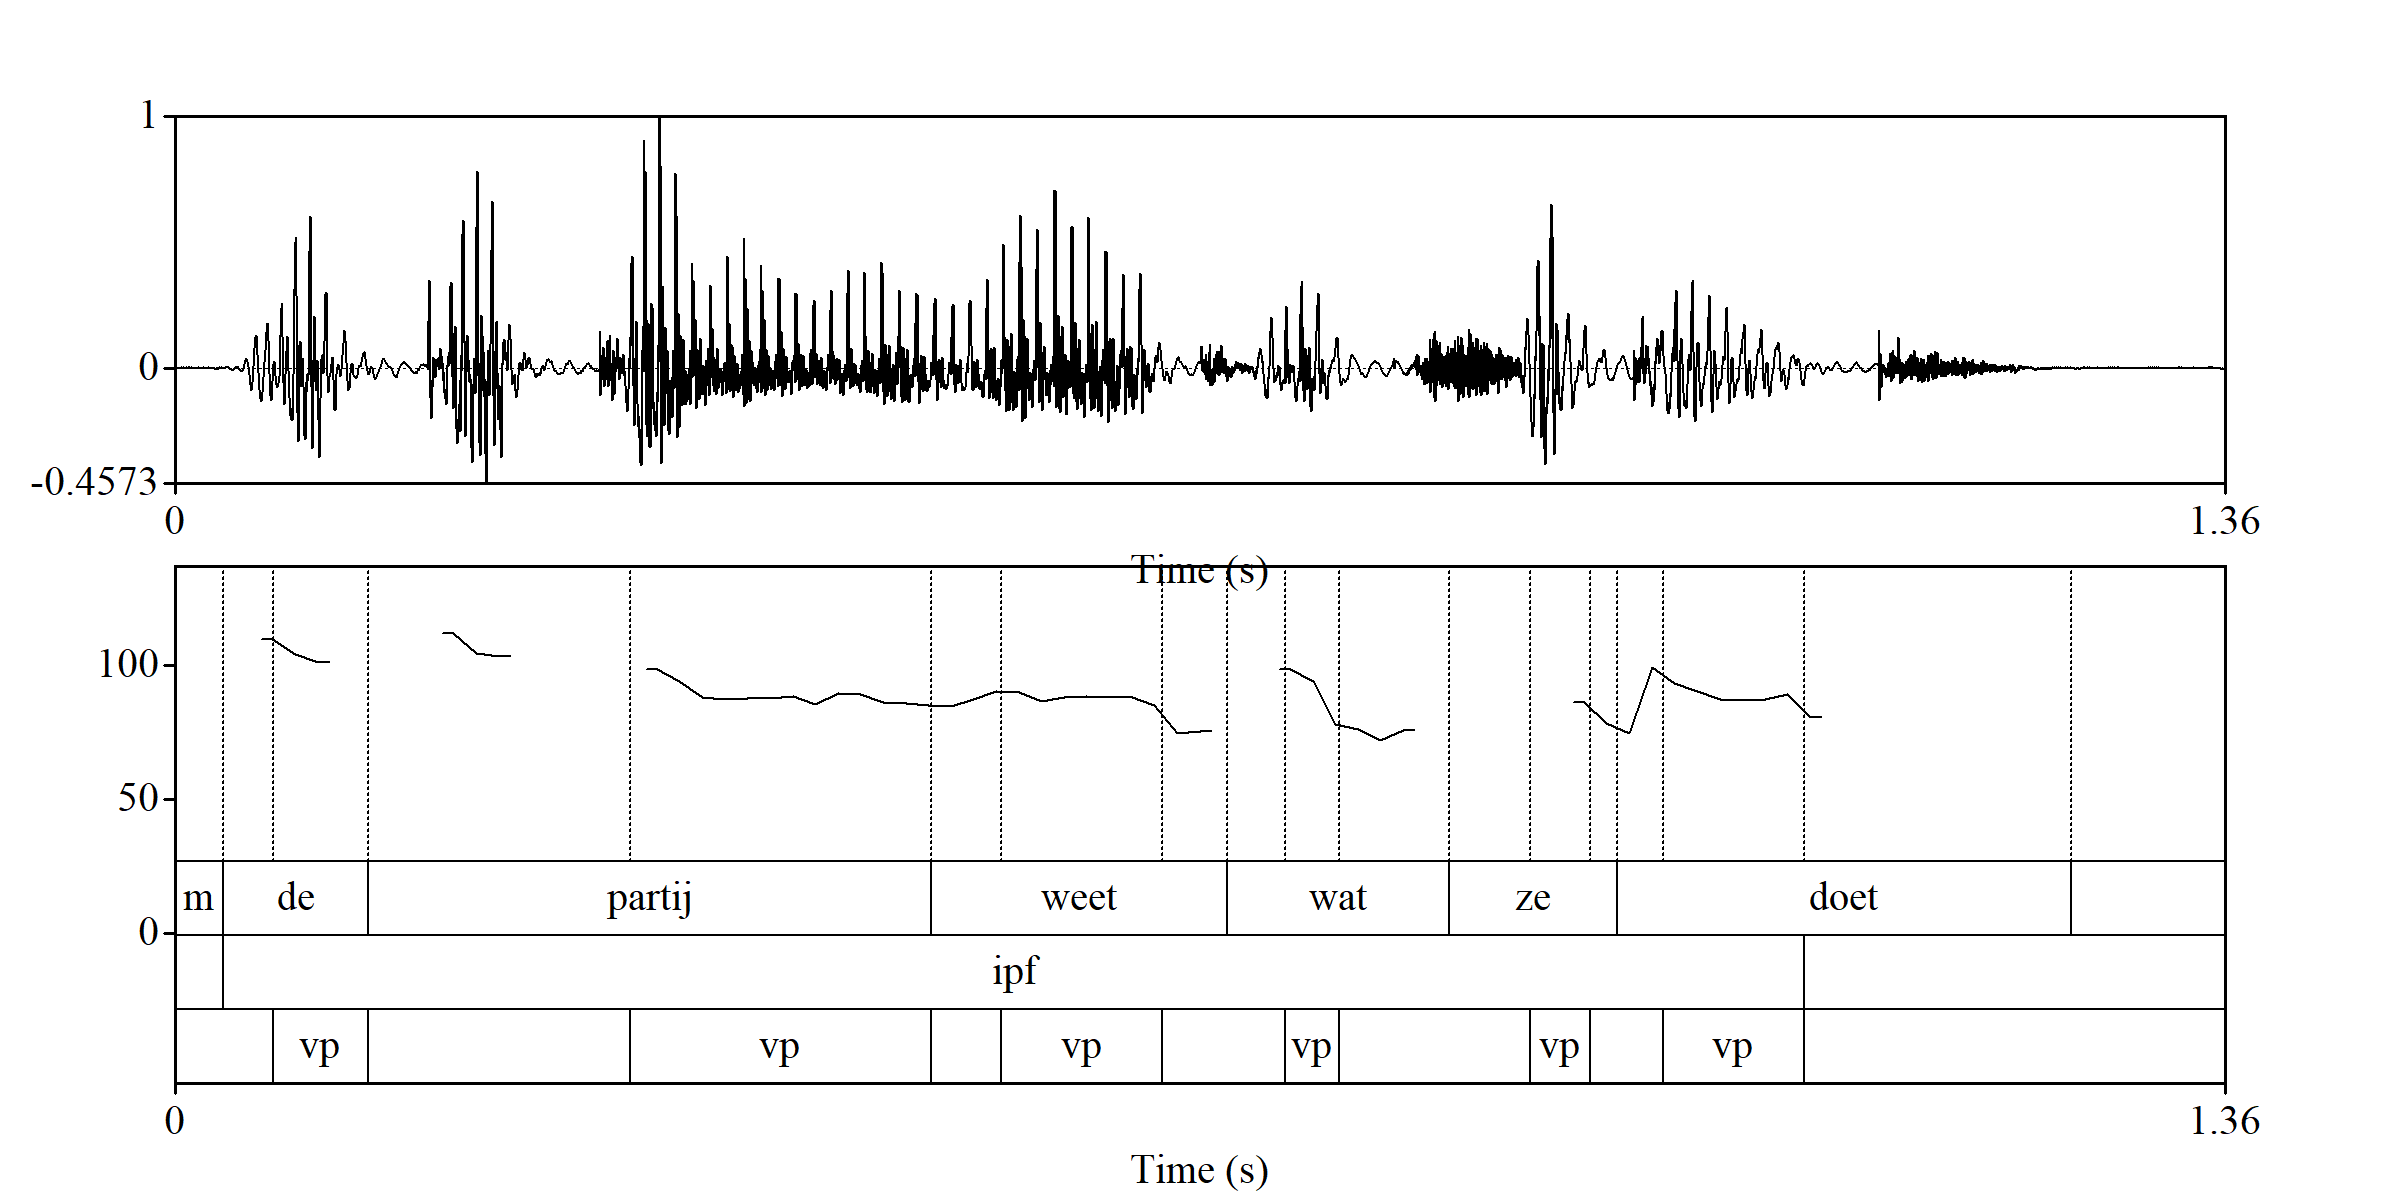 1
0
-0.4573
0 1.36
Time (s)
100
50
0
m de partij weet wat ze doet
ipf
vp vp vp vp vp vp
0 1.36
Time (s)